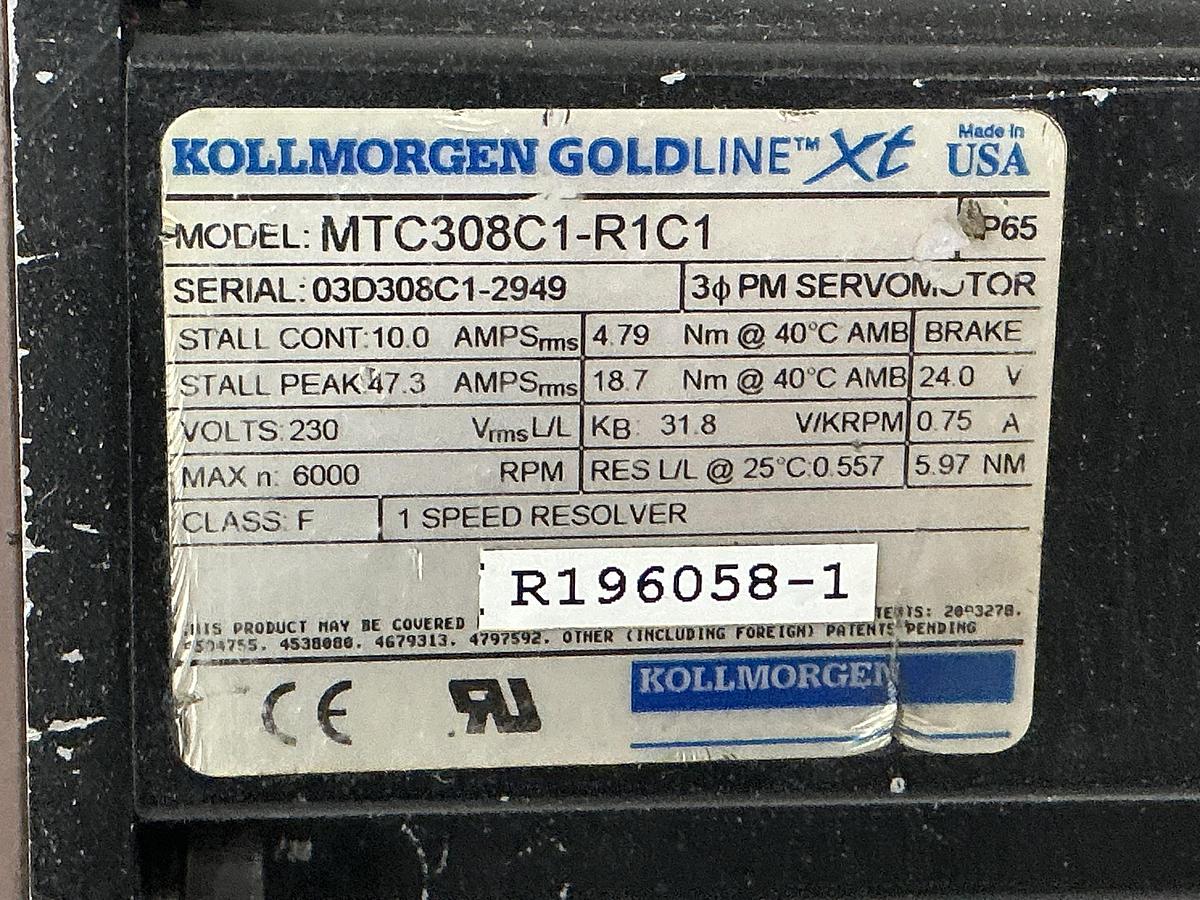 KOLLMORGEN GOLDLINE™ Xt Made In USA
MODEL: MTC308C1-R1C1 P65
SERIAL: 03D308C1-2949 3ϕ PM SERVOMOTOR
STALL CONT: 10.0 AMPSrms 4.79 Nm @ 40°C AMB BRAKE
STALL PEAK: 47.3 AMPSrms 18.7 Nm @ 40°C AMB 24.0 V
VOLTS: 230 VrmsL/L KB: 31.8 V/KRPM 0.75 A
MAX n: 6000 RPM RES L/L @ 25°C:0.557 5.97 NM
CLASS: F 1 SPEED RESOLVER
R196058-1
THIS PRODUCT MAY BE COVERED
4538080. 4679313. 4797592. OTHER (INCLUDING FOREIGN) PATENTS PENDING
CE RU
KOLLMORGEN